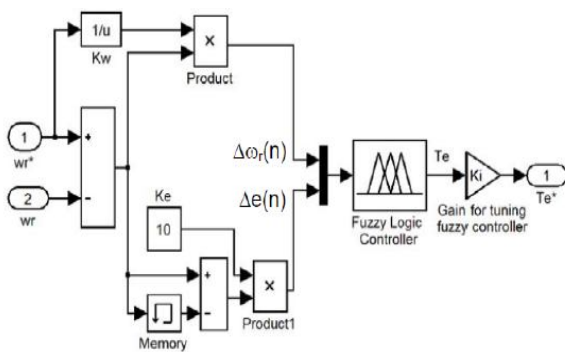 1/u
Kw
×
Product
1
wr*
+
-
2
wr
Δωr(n)
Δe(n)
Ke
10
+
-
×
Product1
Memory
Fuzzy Logic
Controller
Te
Ki
Gain for tuning
fuzzy controller
1
Te*